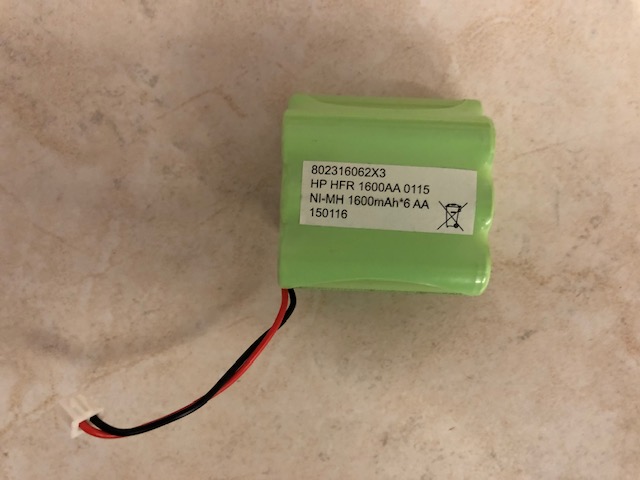 802316062X3
HP HFR 1600AA 0115
NI-MH 1600mAh*6 AA
150116